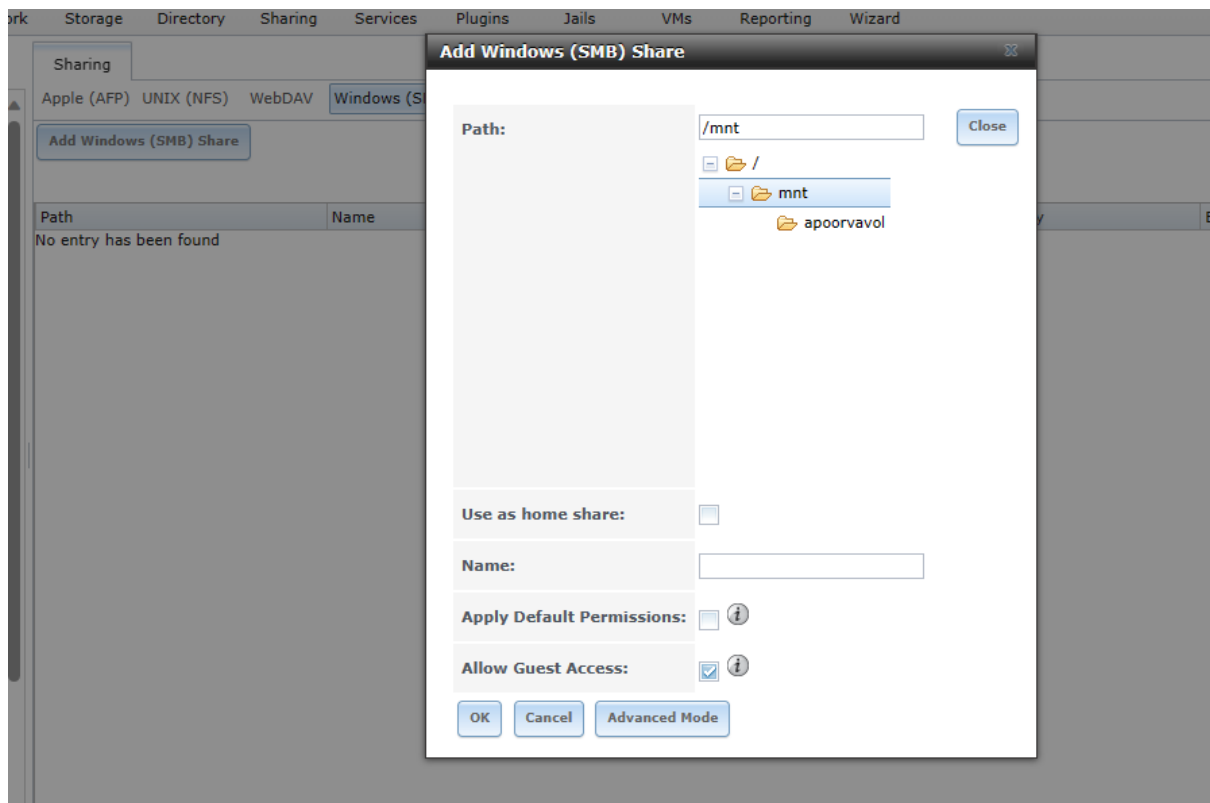 Storage Directory Sharing Services Plugins Jails VMs Reporting Wizard
Add Windows (SMB) Share
Sharing
Apple (AFP) UNIX (NFS) WebDAV Windows (S
Path: /mnt Close
Add Windows (SMB) Share
/
mnt
Path Name
apoorvavol
No entry has been found
Use as home share:
Name:
Apply Default Permissions:
Allow Guest Access:
OK Cancel Advanced Mode